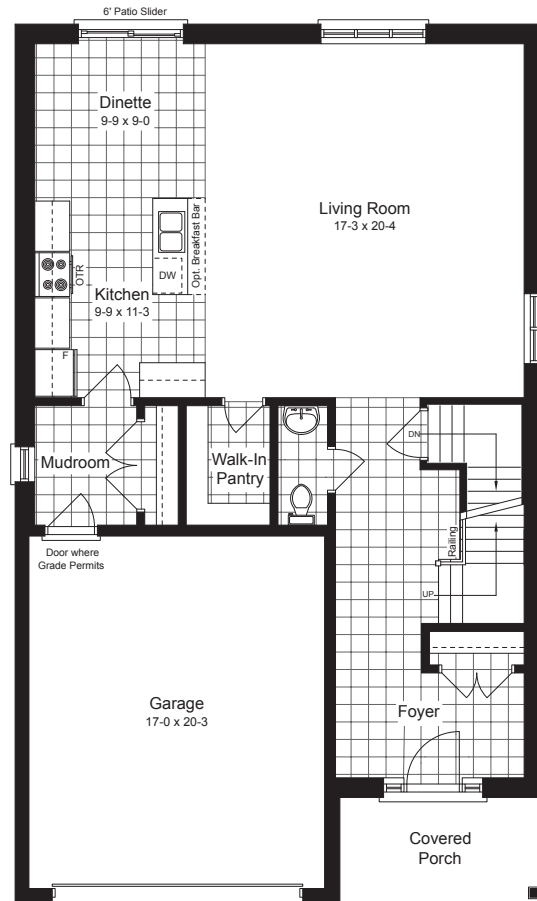 6' Patio Slider
Dinette
9-9 x 9-0
Living Room
17-3 x 20-4
Opt. Breakfast Bar
DW
OTR
Kitchen
9-9 x 11-3
F
DN
Mudroom
Walk-In
Pantry
Railing
Door where
Grade Permits
UP
Garage
17-0 x 20-3
Foyer
Covered
Porch